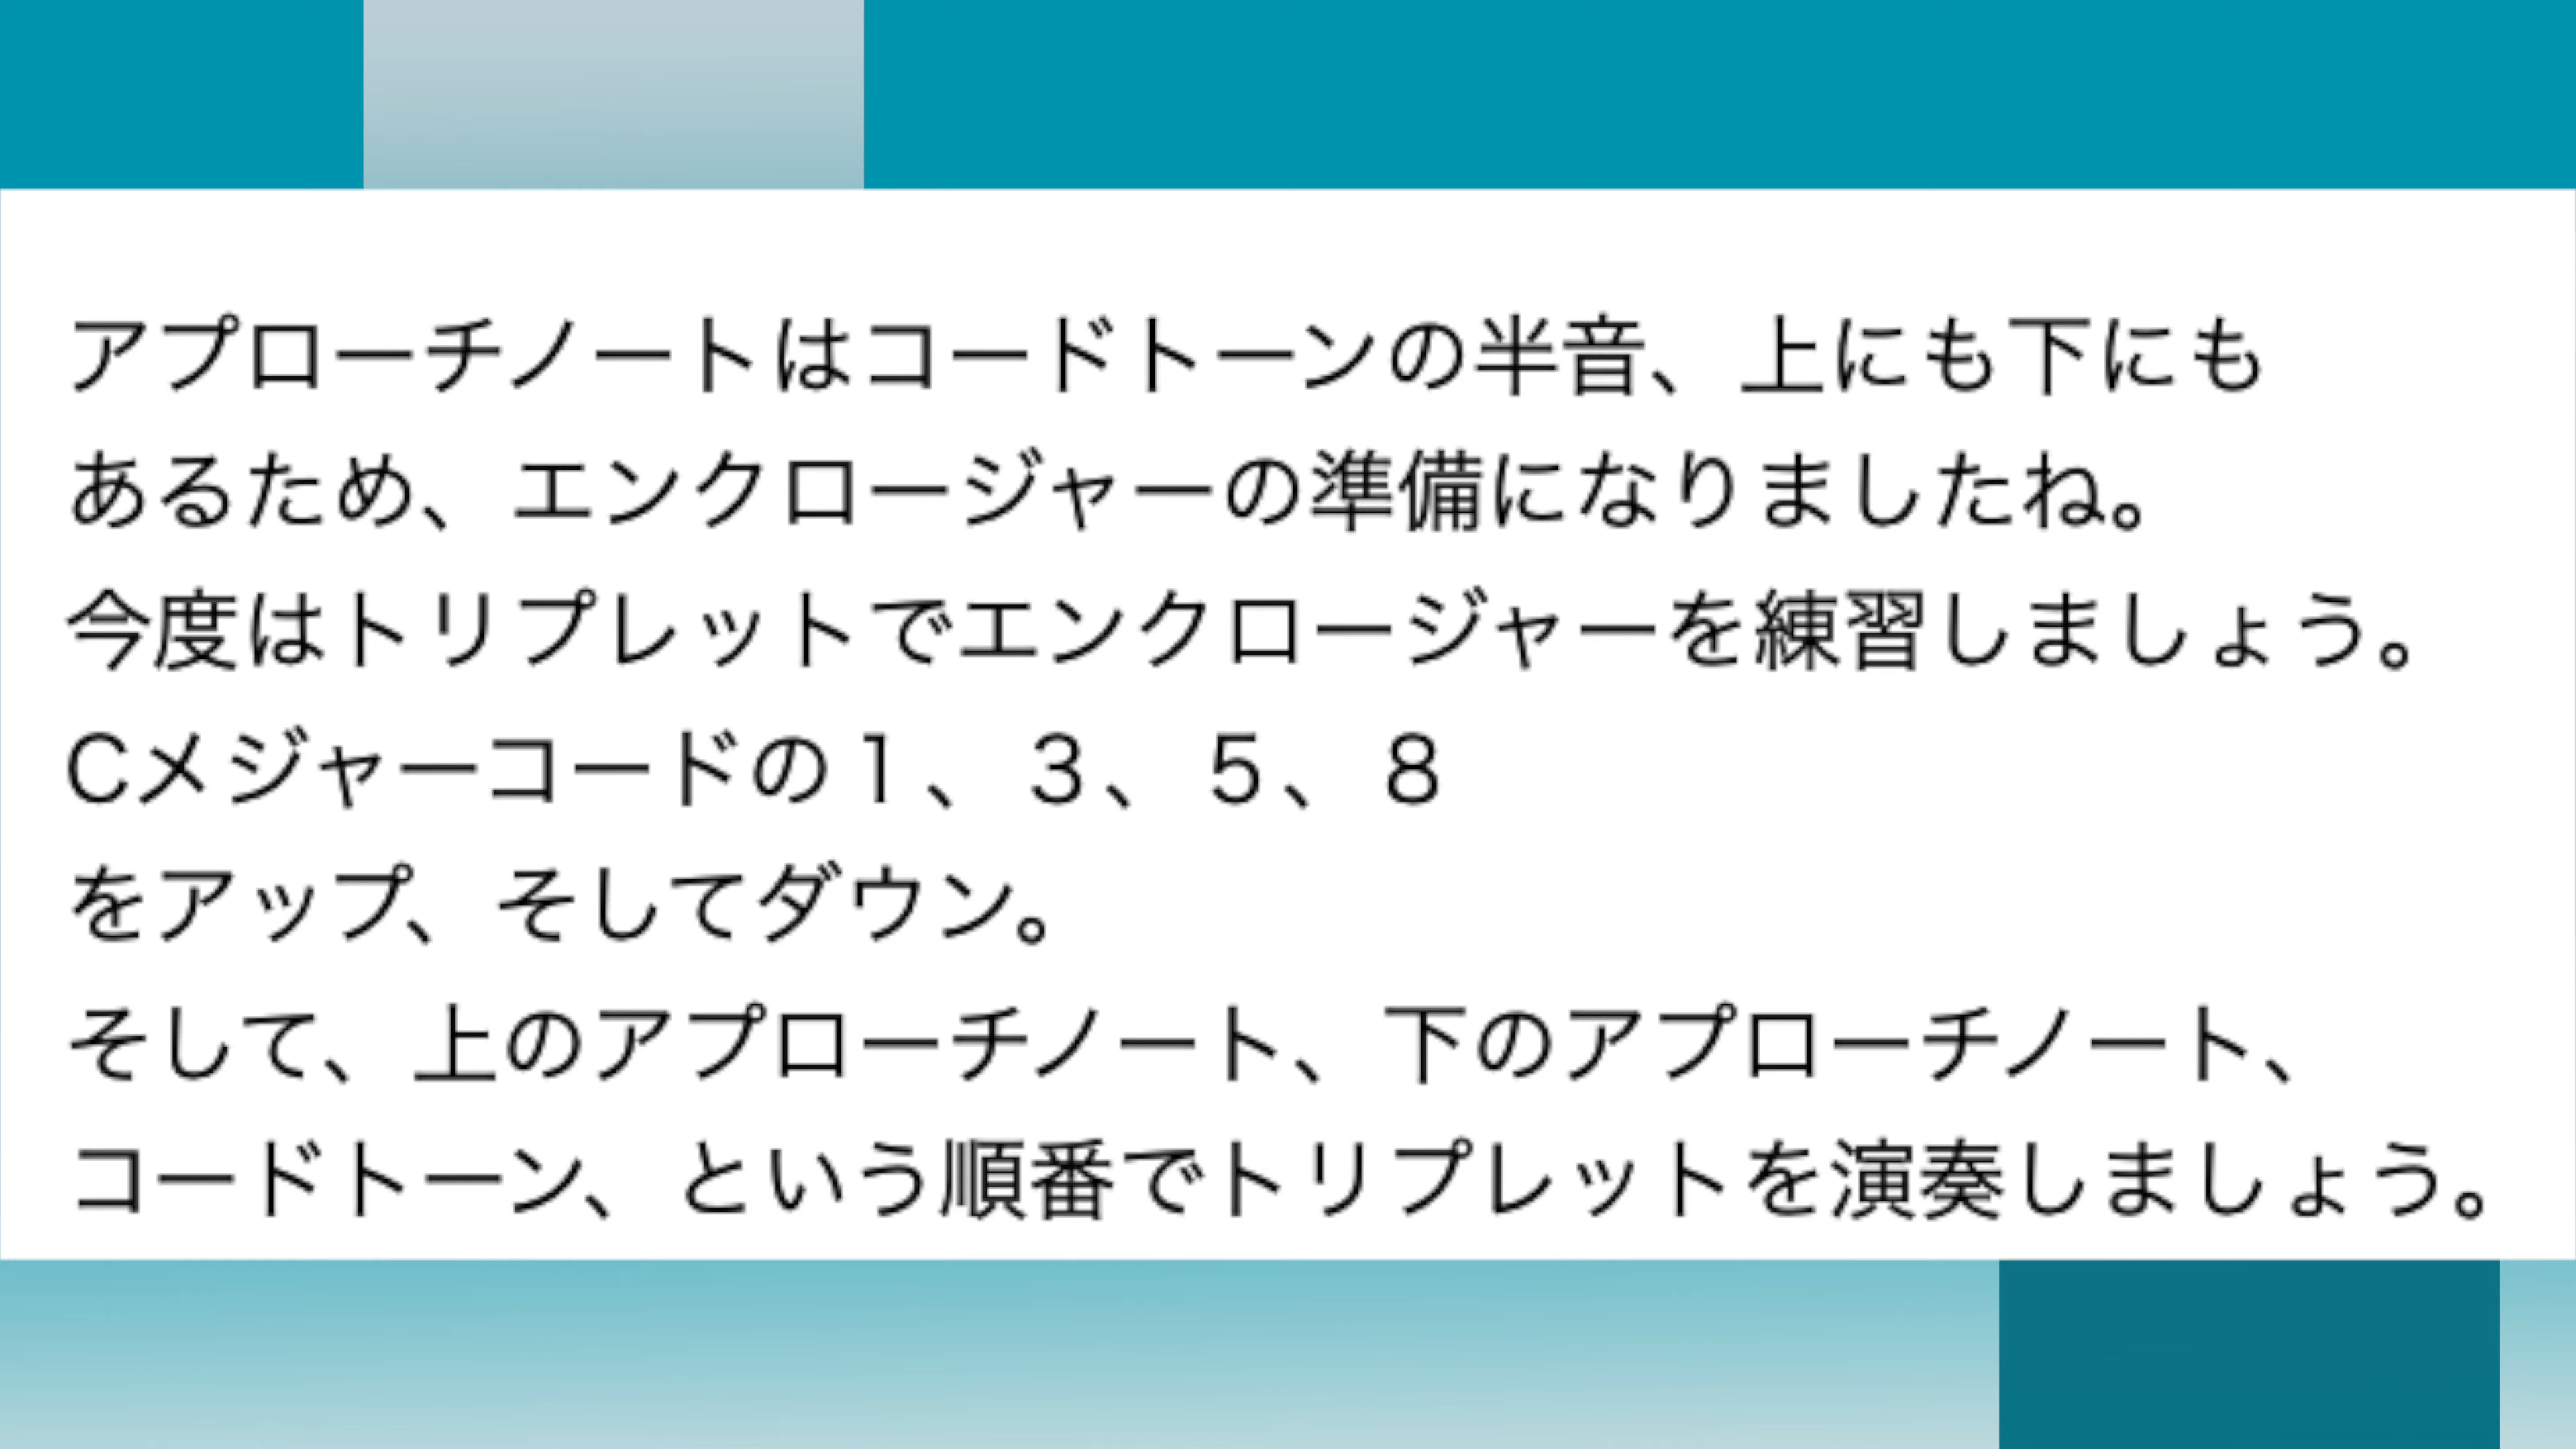 アプローチノートはコードトーンの半音、上にも下にも
あるため、エンクロージャーの準備になりましたね。
今度はトリプレットでエンクロージャーを練習しましょう。
Cメジャーコードの１、３、５、８
をアップ、そしてダウン。
そして、上のアプローチノート、下のアプローチノート、
コードトーン、という順番でトリプレットを演奏しましょう。